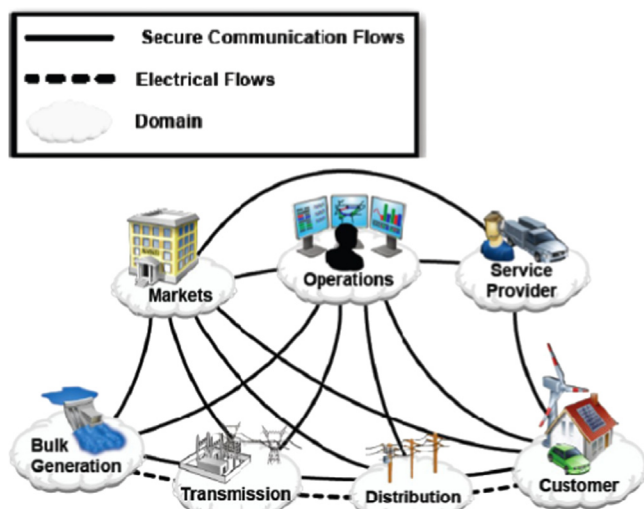 Secure Communication Flows
Electrical Flows
Domain
Markets
Operations
Service
Provider
Bulk
Generation
Transmission
Distribution
Customer